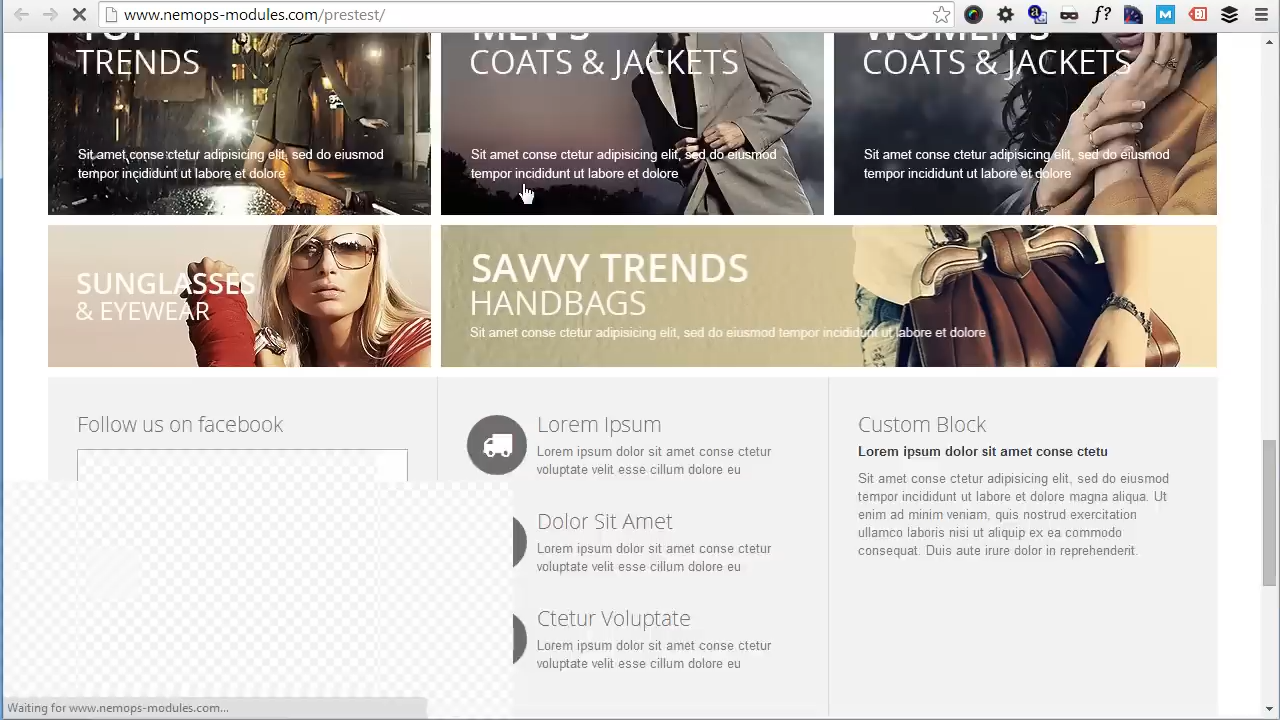 www.nemops-modules.com/prestest/
f?
M
TOP
TRENDS
Sit amet conse ctetur adipisicing elit, sed do eiusmod
tempor incididunt ut labore et dolore
MEN'S
COATS & JACKETS
Sit amet conse ctetur adipisicing elit, sed do eiusmod
tempor incididunt ut labore et dolore
WOMEN'S
COATS & JACKETS
Sit amet conse ctetur adipisicing elit, sed do eiusmod
tempor incididunt ut labore et dolore
SUNGLASSES
& EYEWEAR
SAVVY TRENDS
HANDBAGS
Sit amet conse ctetur adipisicing elit, sed do eiusmod tempor incididunt ut labore et dolore
Follow us on facebook
Lorem Ipsum
Lorem ipsum dolor sit amet conse ctetur
voluptate velit esse cillum dolore eu
Dolor Sit Amet
Lorem ipsum dolor sit amet conse ctetur
voluptate velit esse cillum dolore eu
Ctetur Voluptate
Lorem ipsum dolor sit amet conse ctetur
voluptate velit esse cillum dolore eu
Custom Block
Lorem ipsum dolor sit amet conse ctetu
Sit amet conse ctetur adipisicing elit, sed do eiusmod
tempor incididunt ut labore et dolore magna aliqua. Ut
enim ad minim veniam, quis nostrud exercitation
ullamco laboris nisi ut aliquip ex ea commodo
consequat. Duis aute irure dolor in reprehenderit.
Waiting for www.nemops-modules.com...